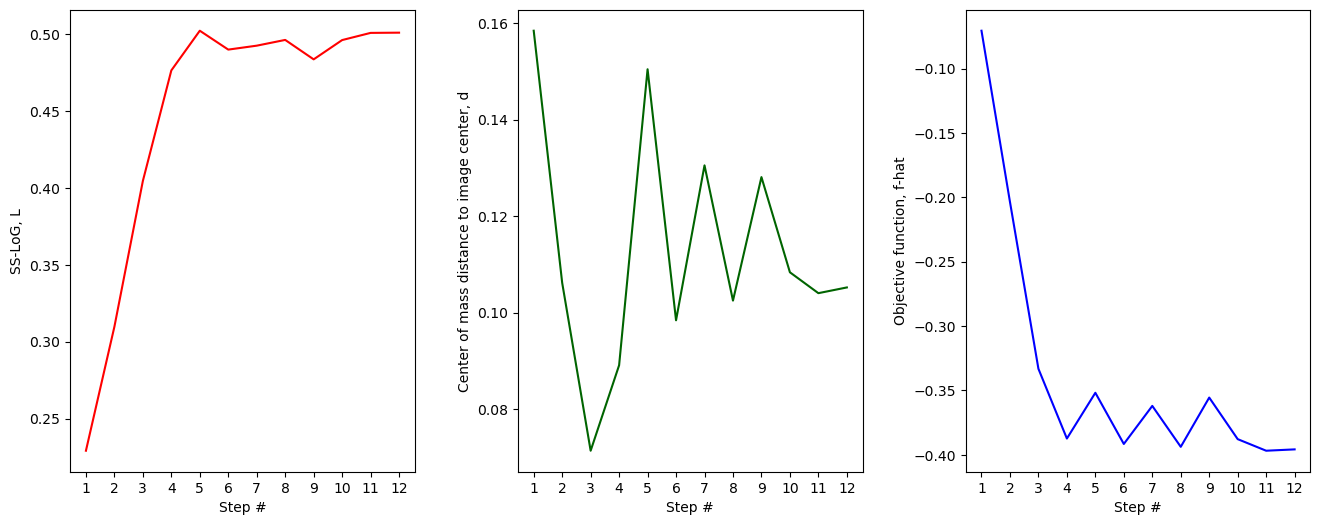 SS-LoG, L
0.50
0.45
0.40
0.35
0.30
0.25
1 2 3 4 5 6 7 8 9 10 11 12
Step #
Center of mass distance to image center, d
0.16
0.14
0.12
0.10
0.08
1 2 3 4 5 6 7 8 9 10 11 12
Step #
Objective function, f-hat
−0.10
−0.15
−0.20
−0.25
−0.30
−0.35
−0.40
1 2 3 4 5 6 7 8 9 10 11 12
Step #